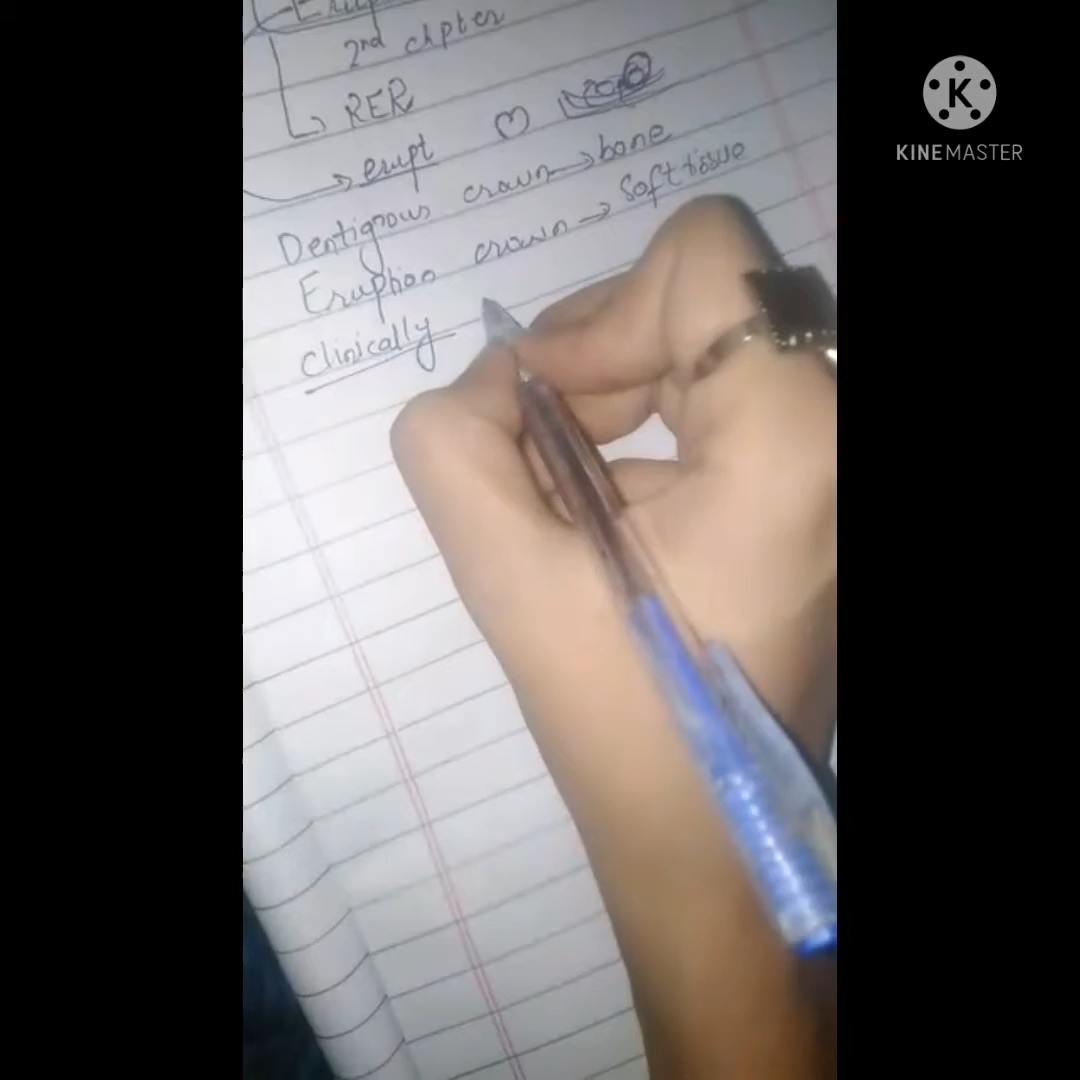 2nd chpter
RER
erupt
Dentigrous crown → bone
Eruption crown → Soft tissue
Clinically
KINEMASTER